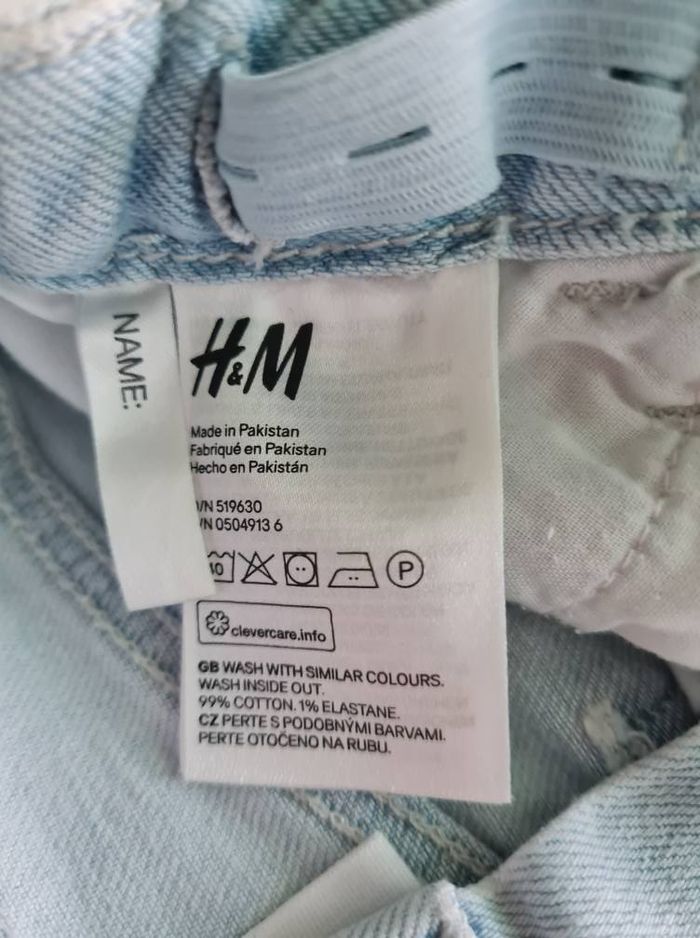 NAME:
H&M
Made in Pakistan
Fabriqué en Pakistan
Hecho en Pakistán
/N 519630
/N 0504913 6
40
P
clevercare.info
GB WASH WITH SIMILAR COLOURS.
WASH INSIDE OUT.
99% COTTON. 1% ELASTANE.
CZ PERTE S PODOBNÝMI BARVAMI.
PERTE OTOČENO NA RUBU.